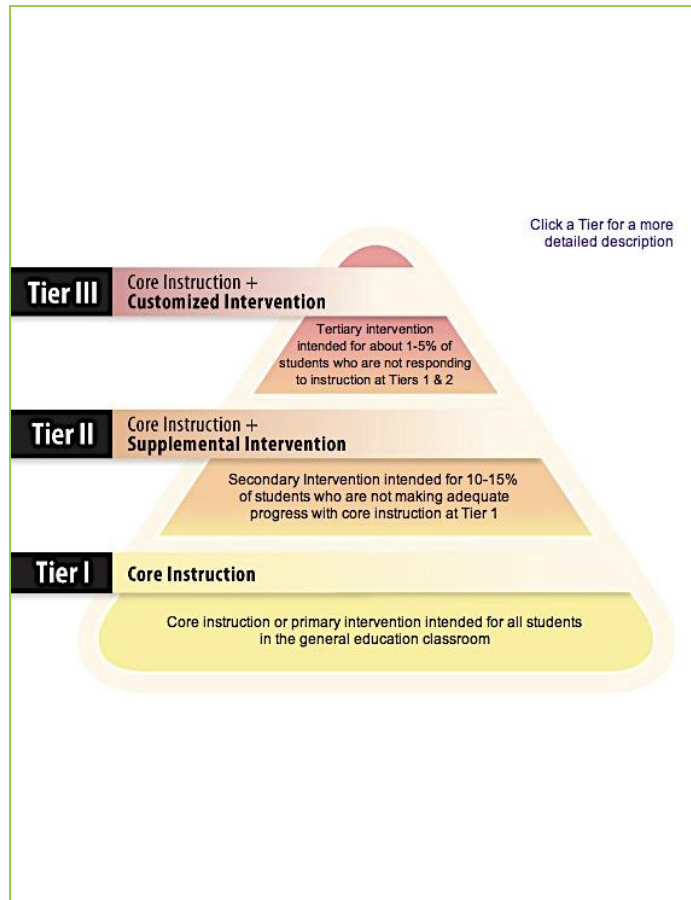 Click a Tier for a more
detailed description
Tier III
Core Instruction +
Customized Intervention
Tertiary intervention
intended for about 1-5% of
students who are not responding
to instruction at Tiers 1 & 2
Tier II
Core Instruction +
Supplemental Intervention
Secondary Intervention intended for 10-15%
of students who are not making adequate
progress with core instruction at Tier 1
Tier I
Core Instruction
Core instruction or primary intervention intended for all students
in the general education classroom